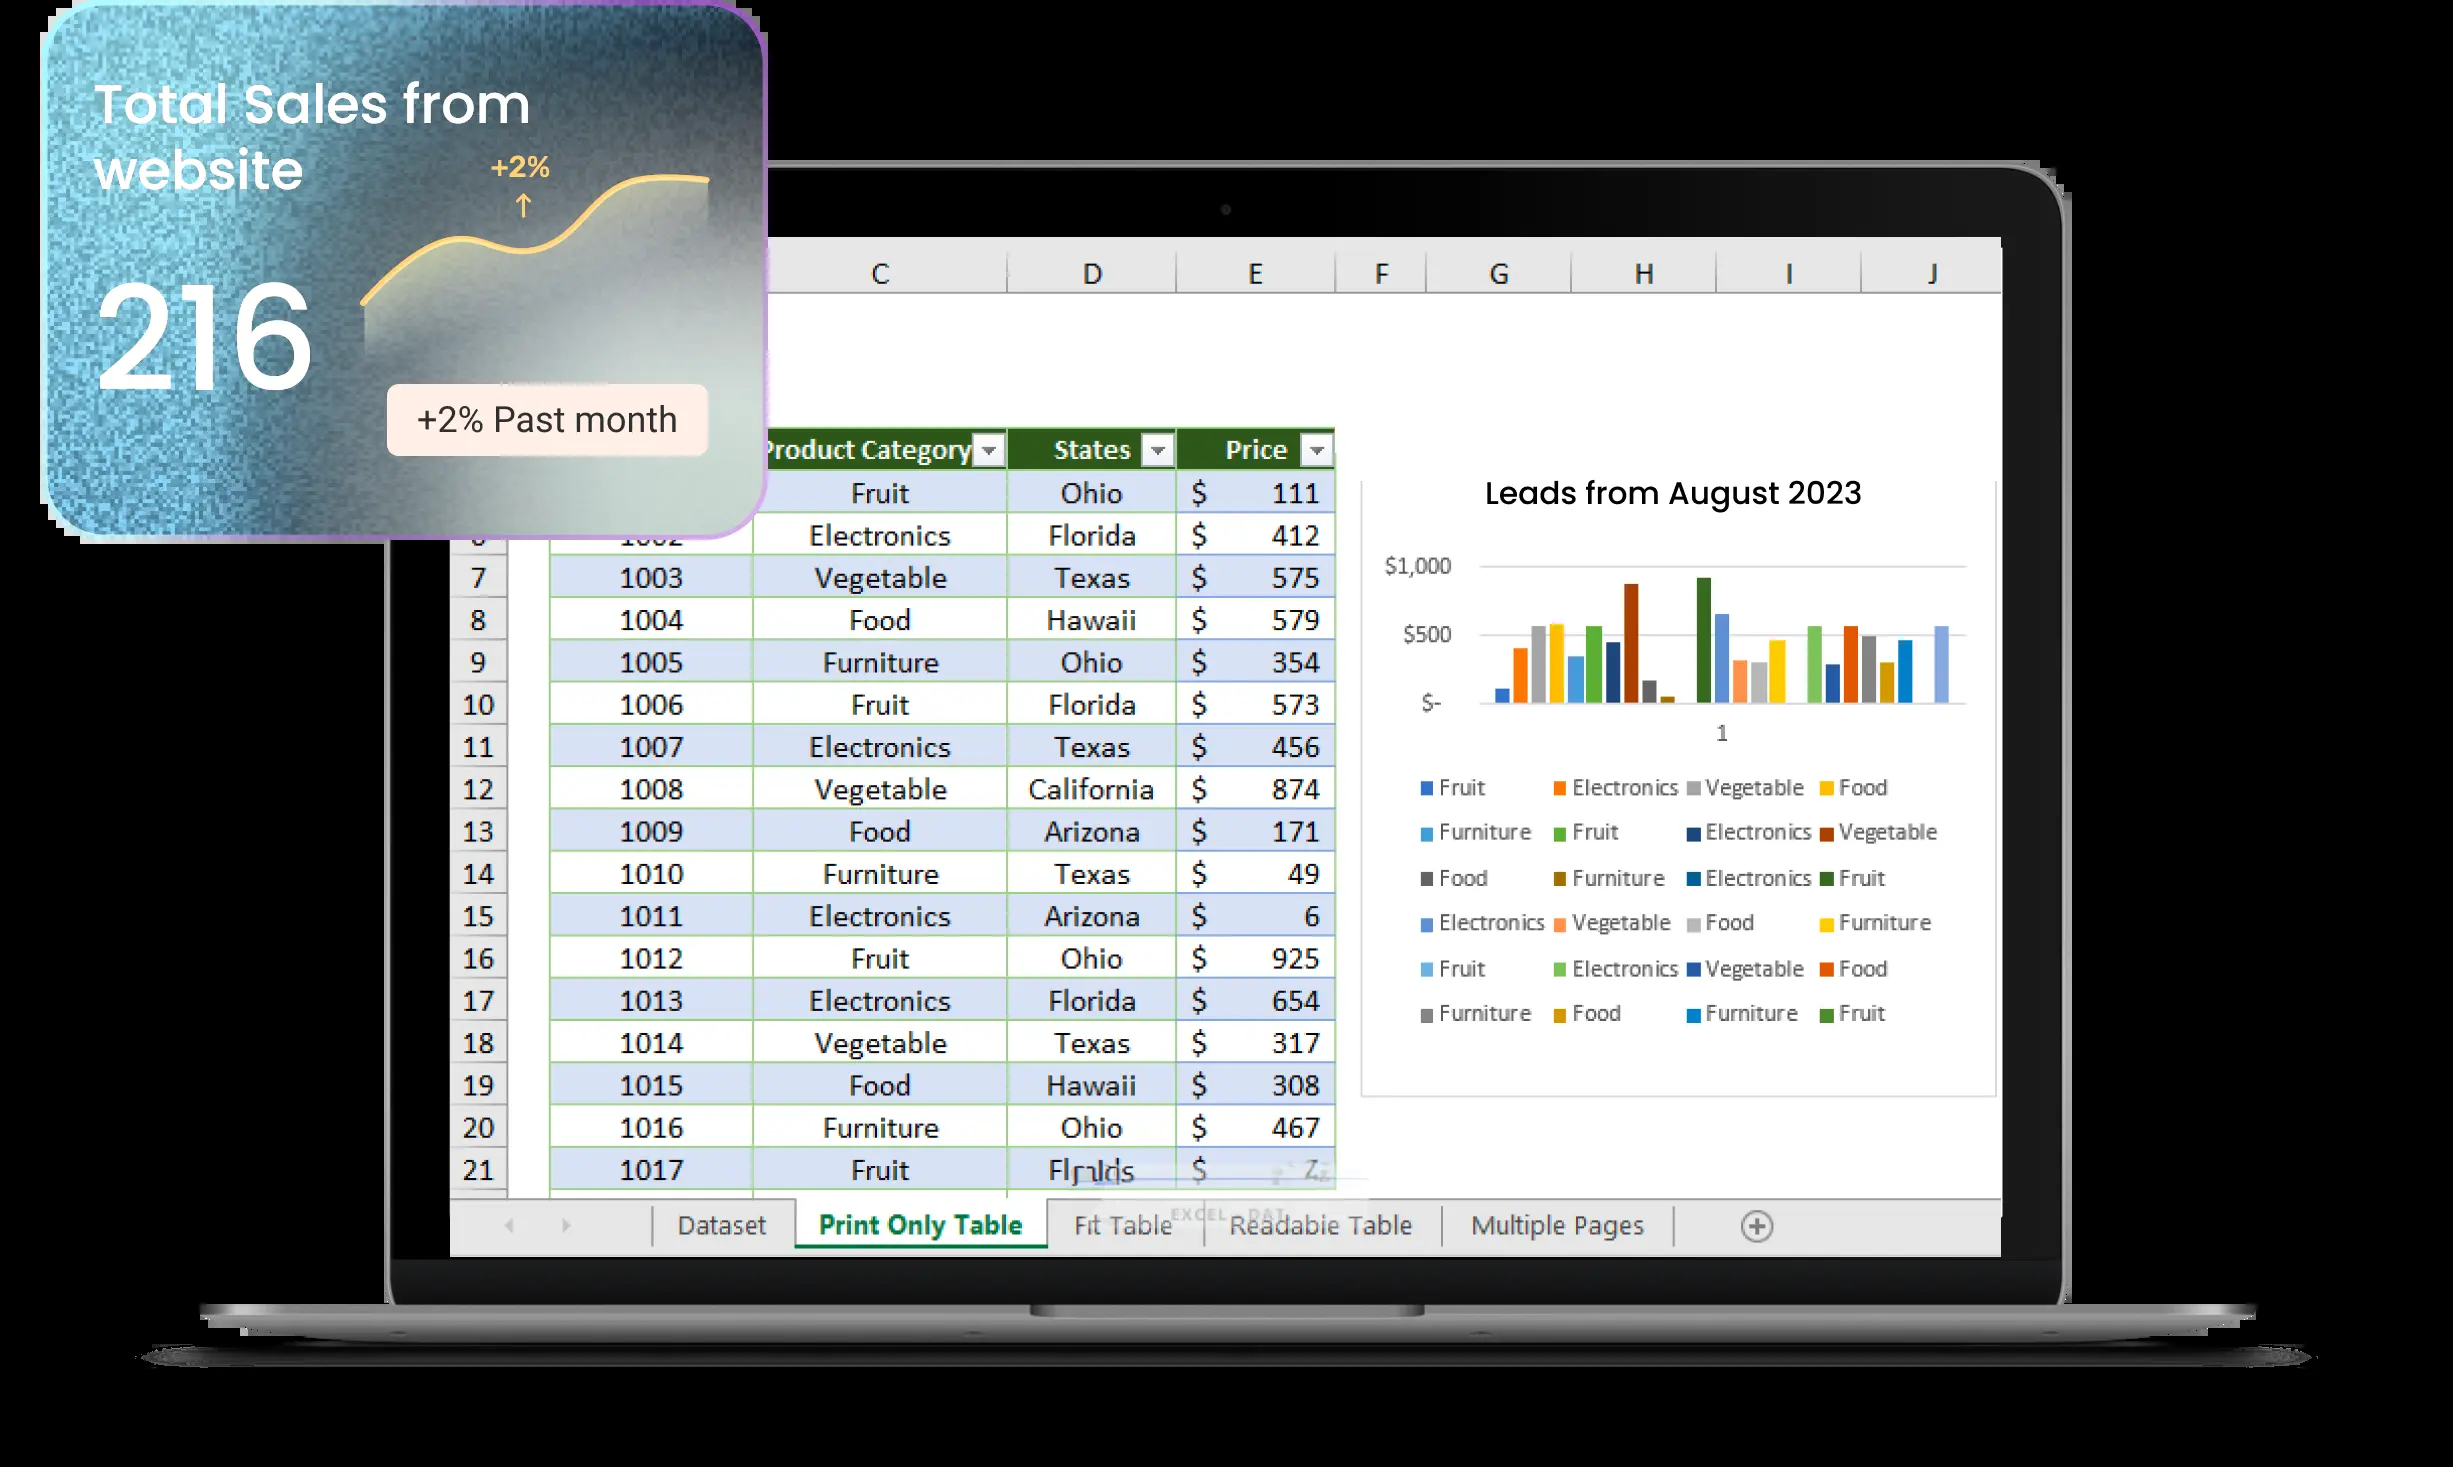 Total Sales from
website
+2%
↑
216
+2% Past month
C D E F G H I J
Product Category States Price
Fruit Ohio $ 111
Electronics Florida $ 412
7 1003 Vegetable Texas $ 575
8 1004 Food Hawaii $ 579
9 1005 Furniture Ohio $ 354
10 1006 Fruit Florida $ 573
11 1007 Electronics Texas $ 456
12 1008 Vegetable California $ 874
13 1009 Food Arizona $ 171
14 1010 Furniture Texas $ 49
15 1011 Electronics Arizona $ 6
16 1012 Fruit Ohio $ 925
17 1013 Electronics Florida $ 654
18 1014 Vegetable Texas $ 317
19 1015 Food Hawaii $ 308
20 1016 Furniture Ohio $ 467
21 1017 Fruit $
Leads from August 2023
$1,000
$500
$-
1
Fruit Electronics Vegetable Food
Furniture Fruit Electronics Vegetable
Food Furniture Electronics Fruit
Electronics Vegetable Food Furniture
Fruit Electronics Vegetable Food
Furniture Food Furniture Fruit
Dataset Print Only Table Fit Table Readable Table Multiple Pages